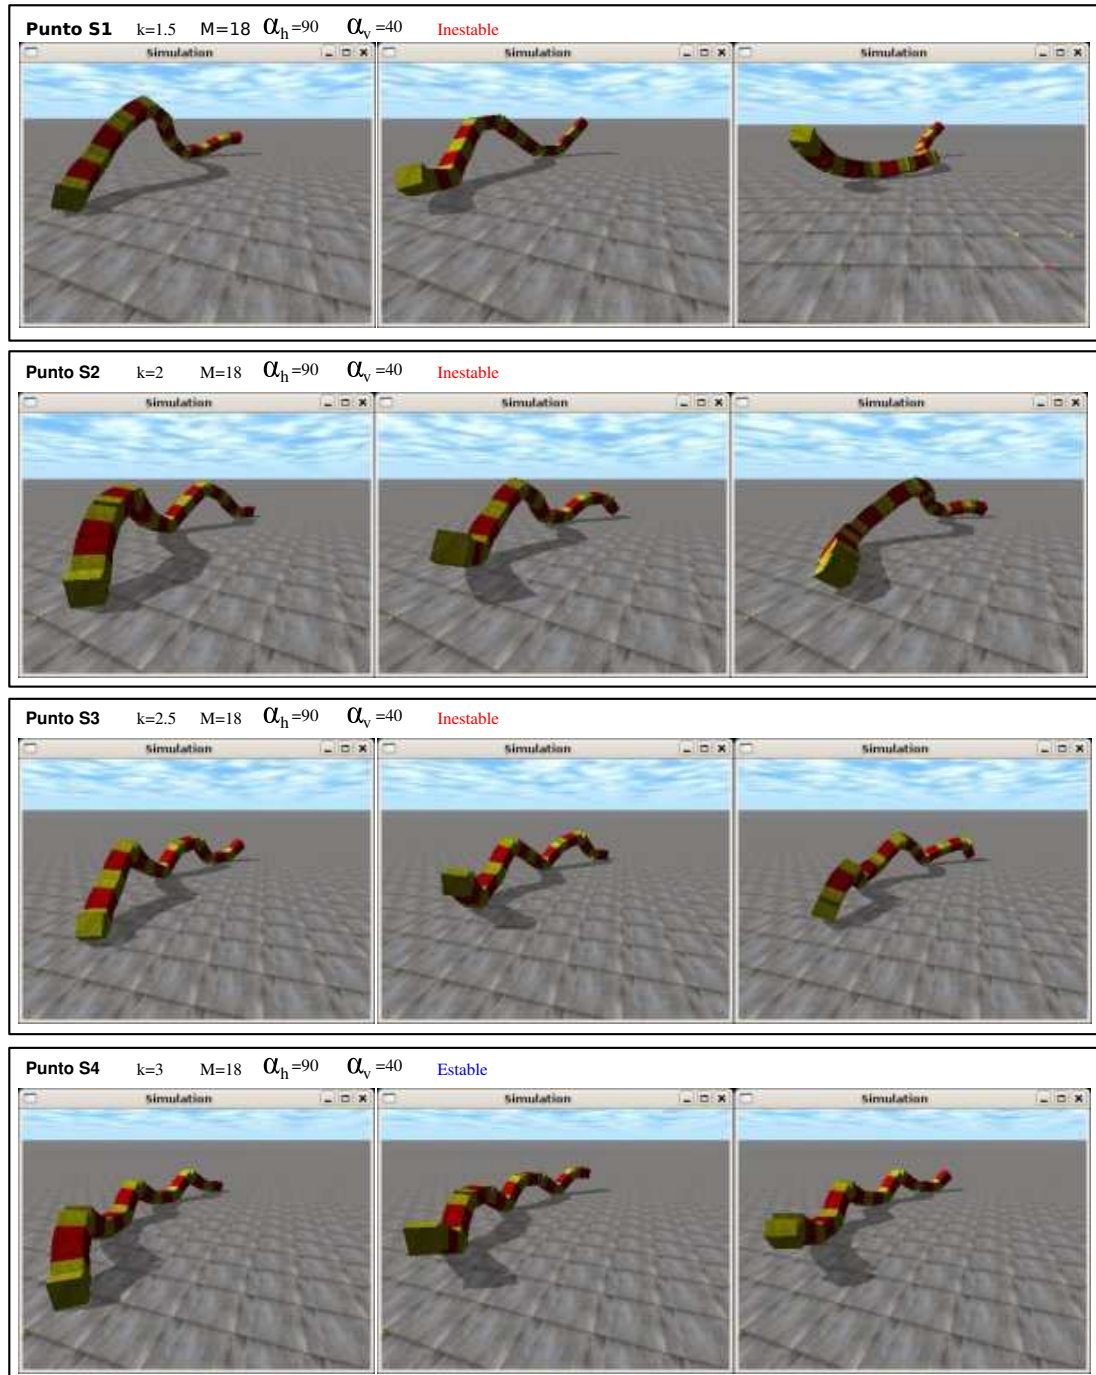 Punto S1 k=1.5 M=18 αh=90 αv=40 Inestable
Simulation Simulation Simulation
Punto S2 k=2 M=18 αh=90 αv=40 Inestable
Simulation Simulation Simulation
Punto S3 k=2.5 M=18 αh=90 αv=40 Inestable
Simulation Simulation Simulation
Punto S4 k=3 M=18 αh=90 αv=40 Estable
Simulation Simulation Simulation